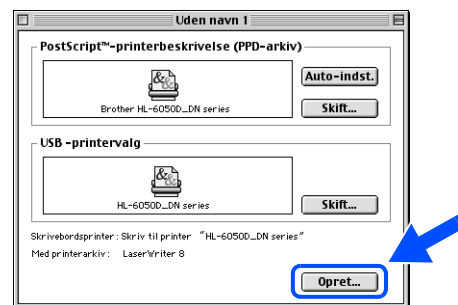 Uden navn 1
PostScript™-printerbeskrivelse (PPD-arkiv)
Auto-indst.
Brother HL-6050D_DN series
Skift...
USB -printervalg
HL-6050D_DN series
Skift...
Skrivebordsprinter: Skriv til printer "HL-6050D_DN series"
Med printerarkiv: LaserWriter 8
Opret...